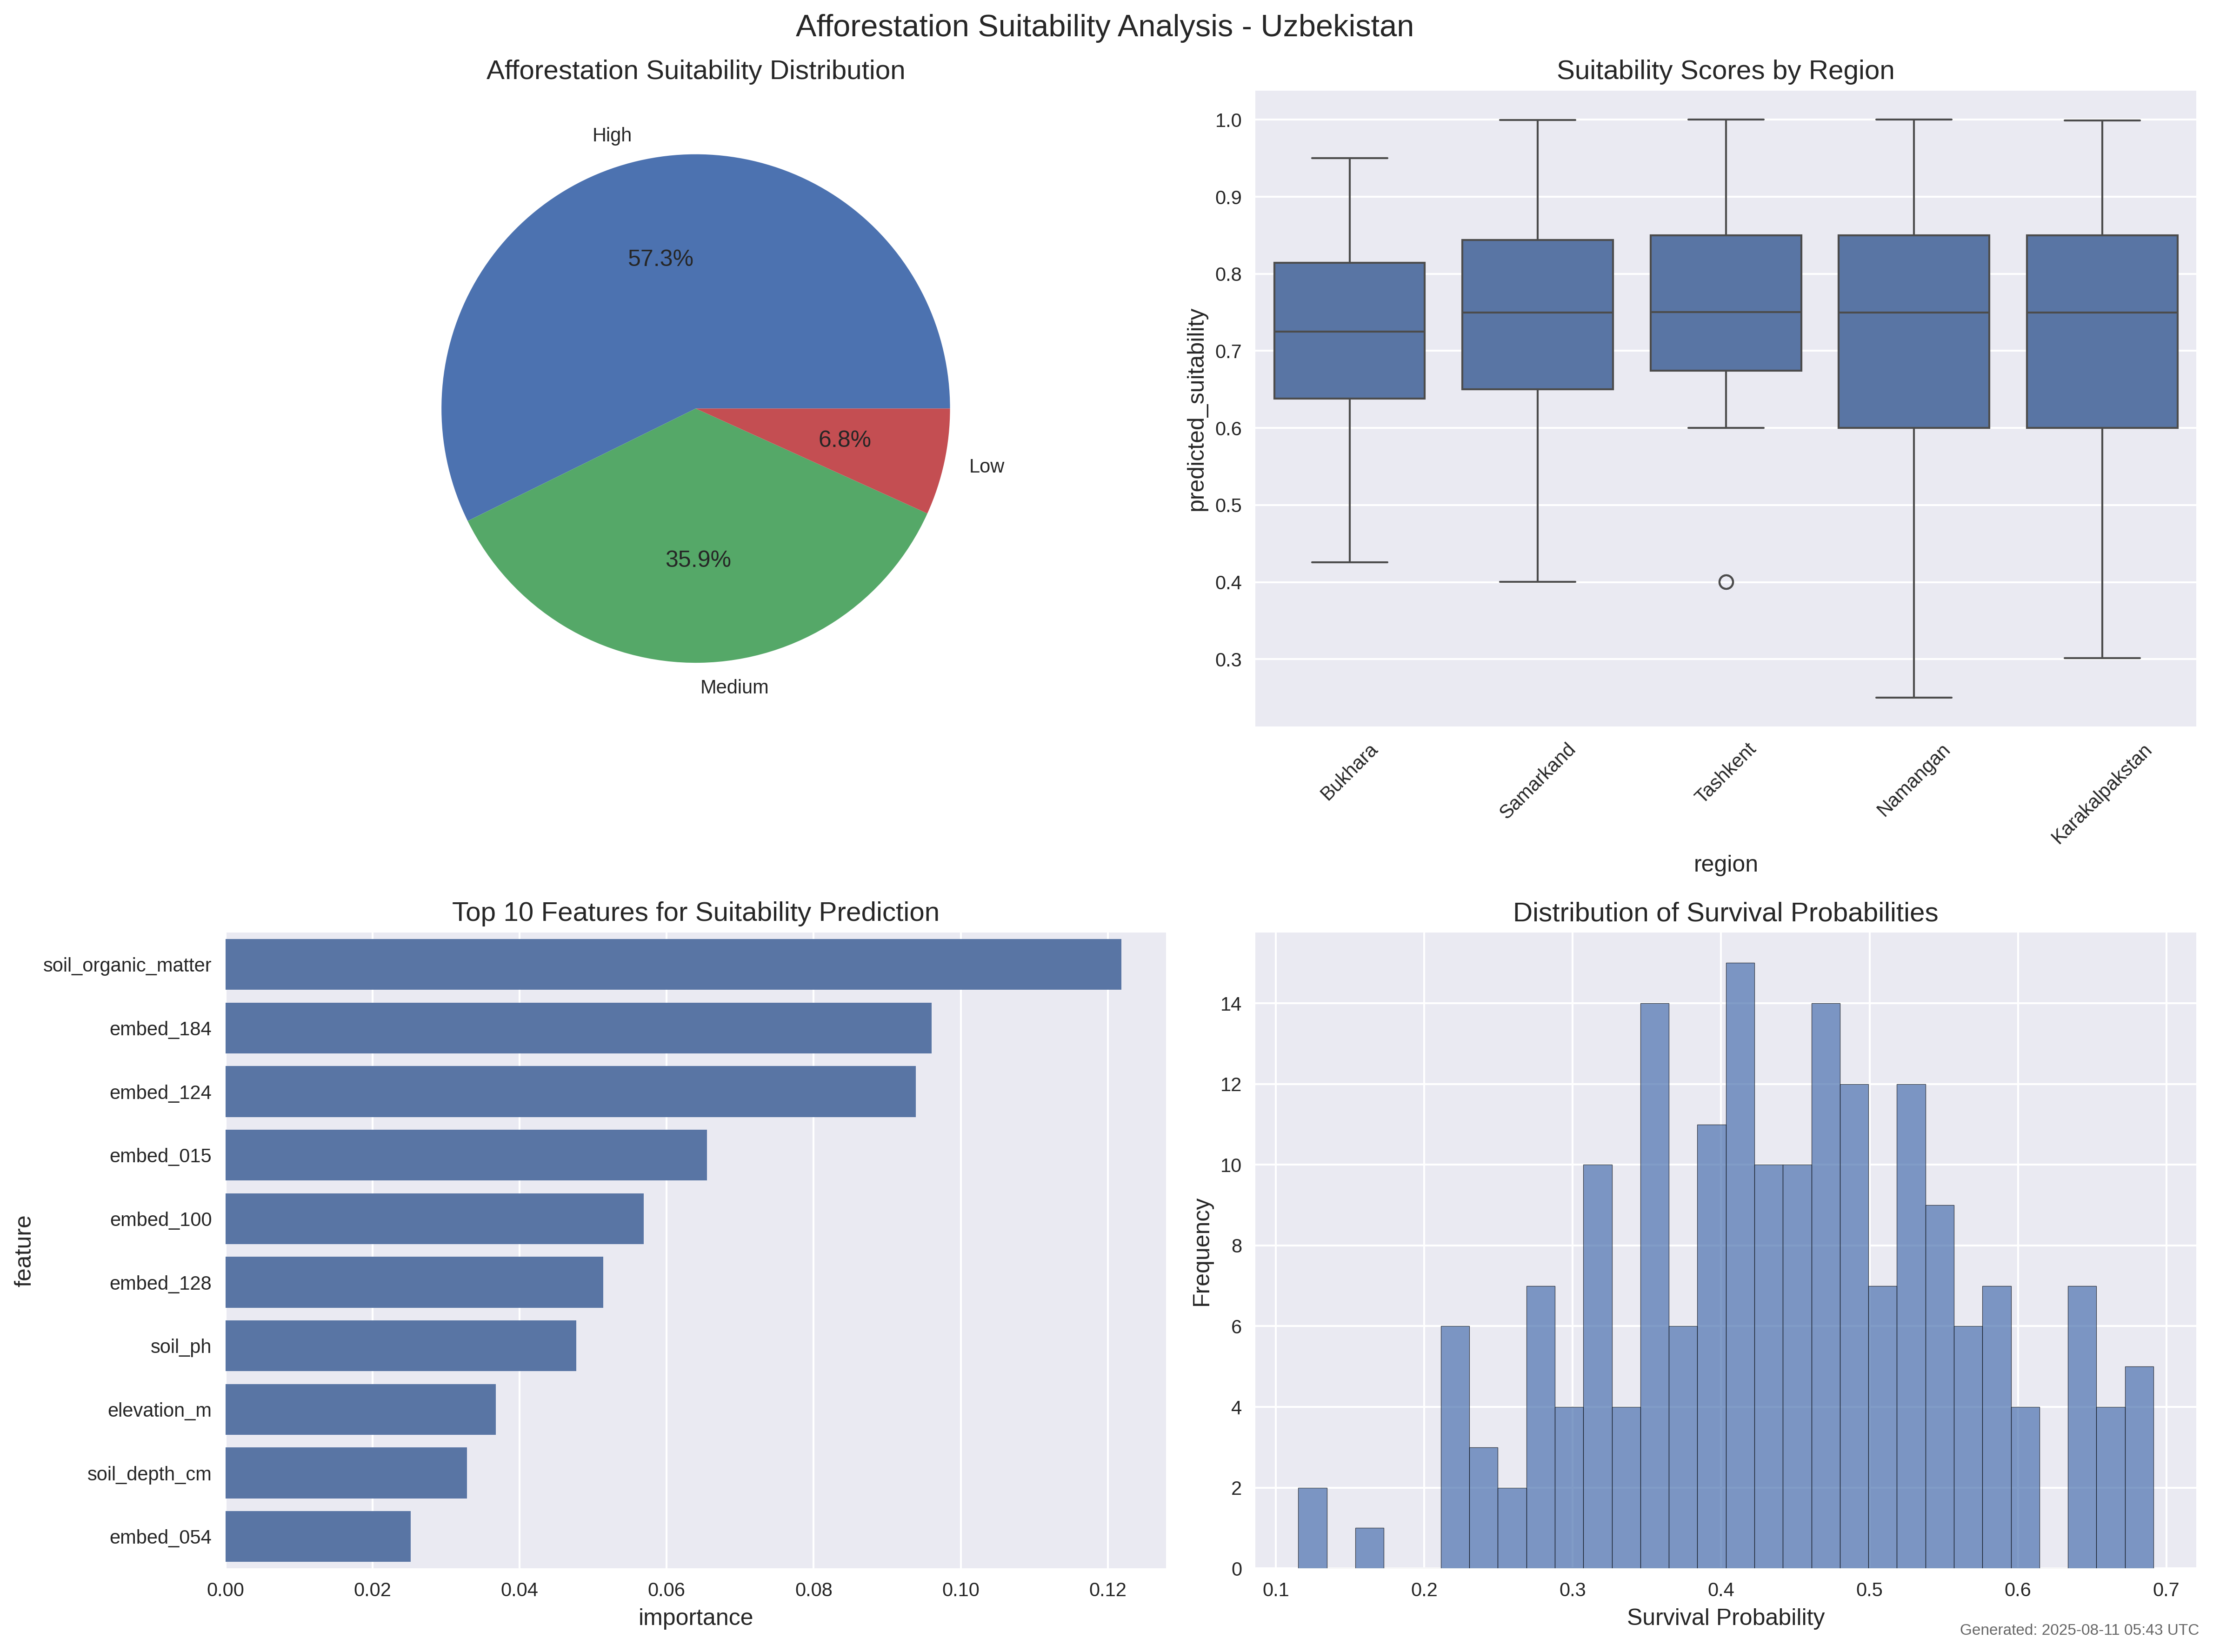 Afforestation Suitability Analysis - Uzbekistan
Afforestation Suitability Distribution
High
57.3%
6.8%
Low
35.9%
Medium
Suitability Scores by Region
1.0
0.9
0.8
0.7
0.6
0.5
0.4
0.3
predicted_suitability
Bukhara
Samarkand
Tashkent
Namangan
Karakalpakstan
region
Top 10 Features for Suitability Prediction
soil_organic_matter
embed_184
embed_124
embed_015
embed_100
embed_128
soil_ph
elevation_m
soil_depth_cm
embed_054
feature
0.00 0.02 0.04 0.06 0.08 0.10 0.12
importance
Distribution of Survival Probabilities
14
12
10
8
6
4
2
0
Frequency
0.1 0.2 0.3 0.4 0.5 0.6 0.7
Survival Probability
Generated: 2025-08-11 05:43 UTC